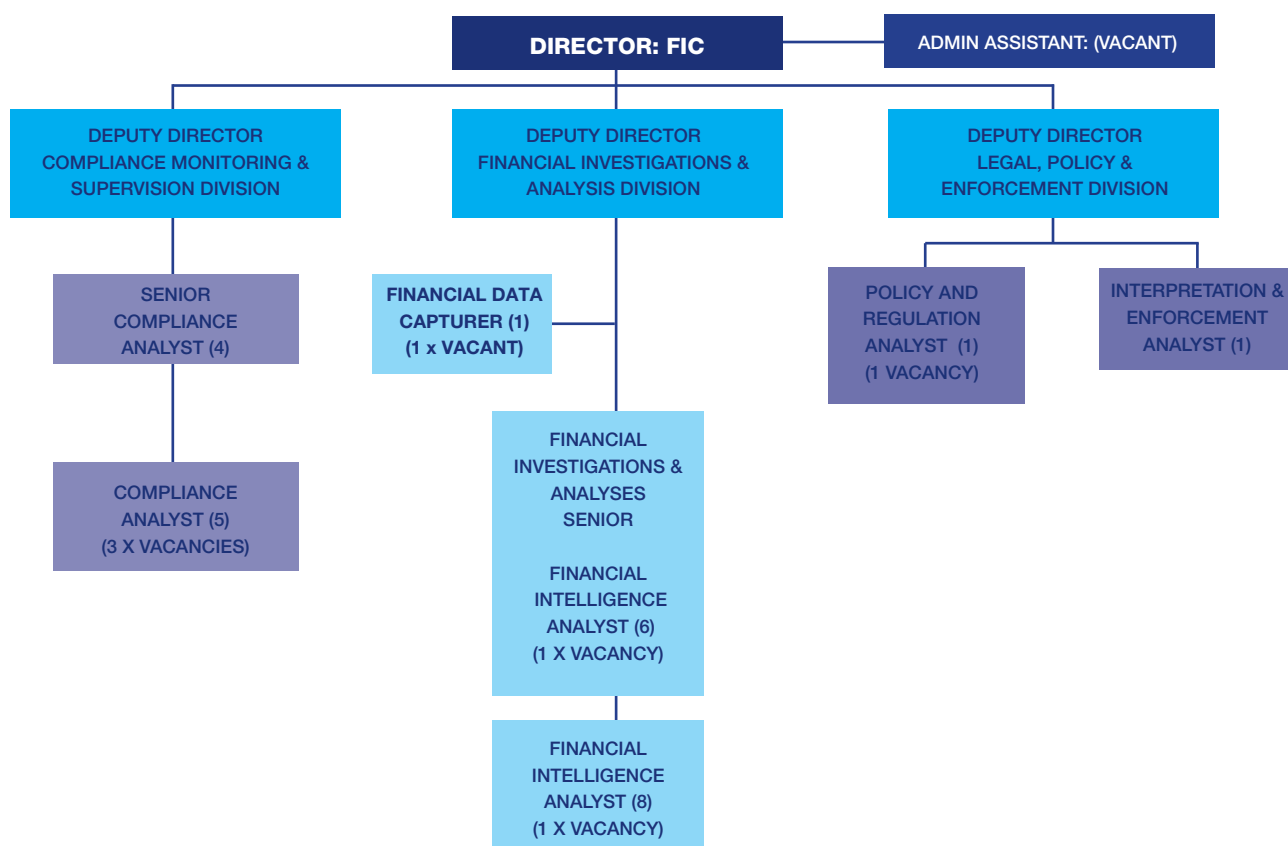 DIRECTOR: FIC
ADMIN ASSISTANT: (VACANT)
DEPUTY DIRECTOR
COMPLIANCE MONITORING &
SUPERVISION DIVISION
DEPUTY DIRECTOR
FINANCIAL INVESTIGATIONS &
ANALYSIS DIVISION
DEPUTY DIRECTOR
LEGAL, POLICY &
ENFORCEMENT DIVISION
SENIOR
COMPLIANCE
ANALYST (4)
FINANCIAL DATA
CAPTURER (1)
(1 x VACANT)
POLICY AND
REGULATION
ANALYST (1)
(1 VACANCY)
INTERPRETATION &
ENFORCEMENT
ANALYST (1)
COMPLIANCE
ANALYST (5)
(3 X VACANCIES)
FINANCIAL
INVESTIGATIONS &
ANALYSES
SENIOR
FINANCIAL
INTELLIGENCE
ANALYST (6)
(1 X VACANCY)
FINANCIAL
INTELLIGENCE
ANALYST (8)
(1 X VACANCY)